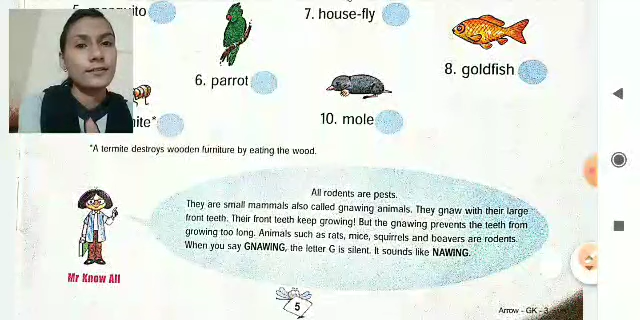 7. house-fly
6. parrot
8. goldfish
10. mole
*A termite destroys wooden furniture by eating the wood.
All rodents are pests.
They are small mammals also called gnawing animals. They gnaw with their large
front teeth. Their front teeth keep growing! But the gnawing prevents the teeth from
growing too long. Animals such as rats, mice, squirrels and beavers are rodents.
When you say GNAWING, the letter G is silent. It sounds like NAWING.
Mr Know All
5
Arrow - GK - 3